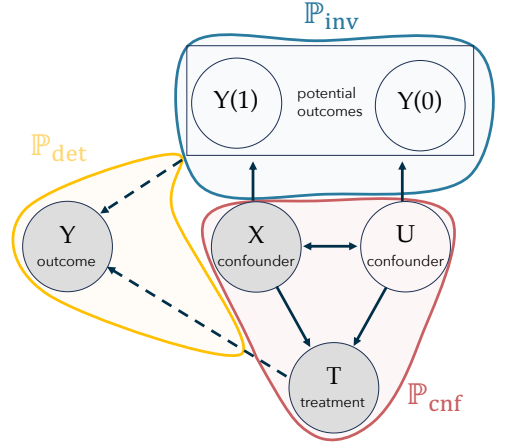 ℙinv
Y(1)
potential
outcomes
Y(0)
ℙdet
Y
outcome
X
confounder
U
confounder
T
treatment
ℙcnf